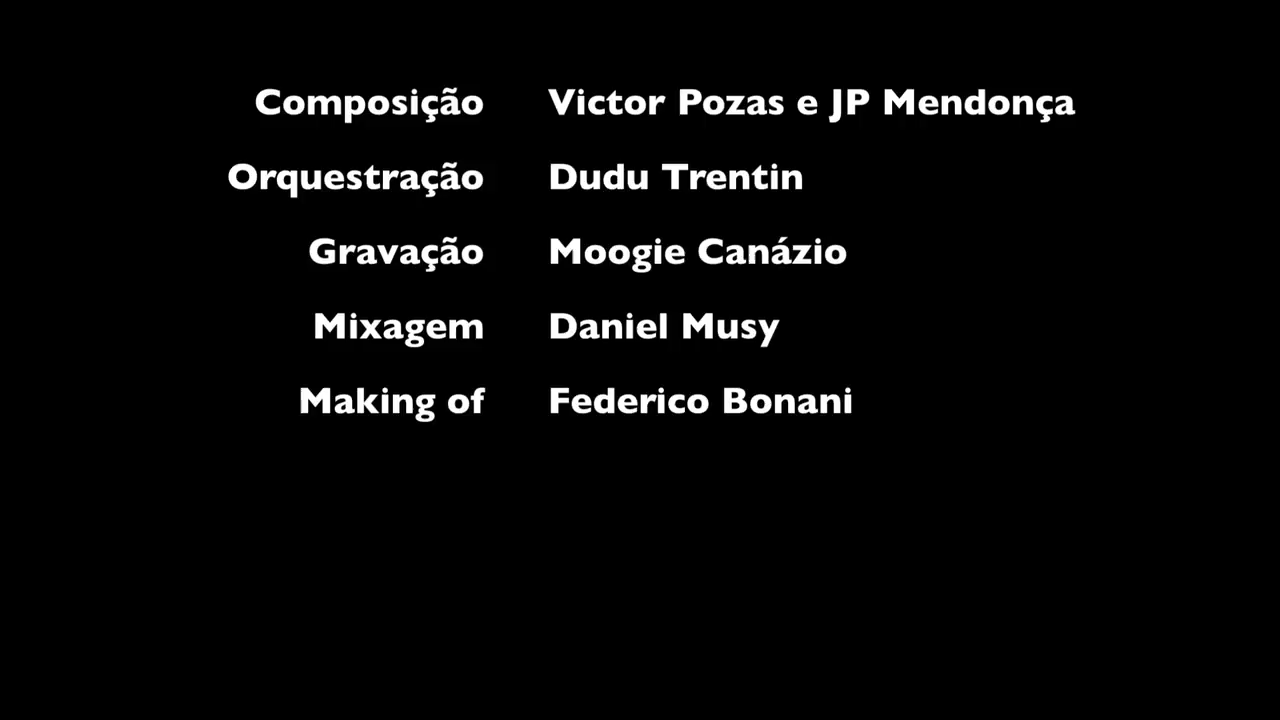 Composição Victor Pozas e JP Mendonça
Orquestração Dudu Trentin
Gravação Moogie Canázio
Mixagem Daniel Musy
Making of Federico Bonani